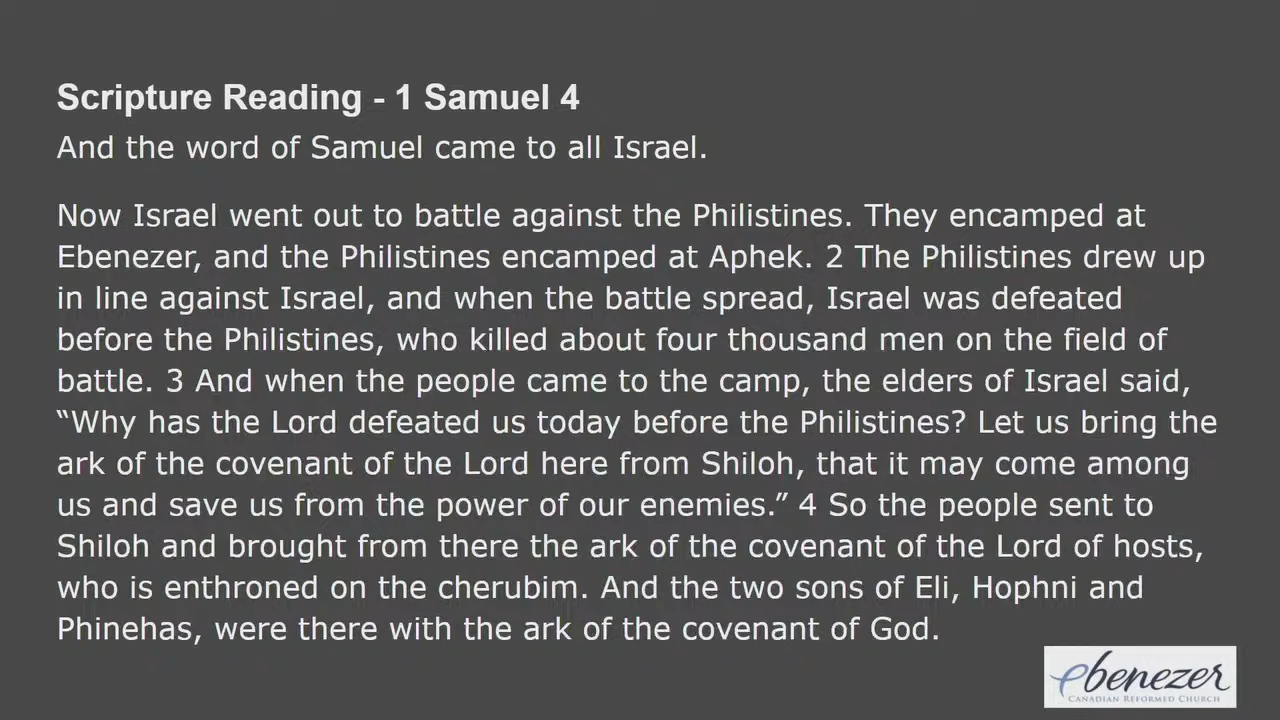 Scripture Reading - 1 Samuel 4
And the word of Samuel came to all Israel.
Now Israel went out to battle against the Philistines. They encamped at
Ebenezer, and the Philistines encamped at Aphek. 2 The Philistines drew up
in line against Israel, and when the battle spread, Israel was defeated
before the Philistines, who killed about four thousand men on the field of
battle. 3 And when the people came to the camp, the elders of Israel said,
“Why has the Lord defeated us today before the Philistines? Let us bring the
ark of the covenant of the Lord here from Shiloh, that it may come among
us and save us from the power of our enemies.” 4 So the people sent to
Shiloh and brought from there the ark of the covenant of the Lord of hosts,
who is enthroned on the cherubim. And the two sons of Eli, Hophni and
Phinehas, were there with the ark of the covenant of God.
ebenezer
CANADIAN REFORMED CHURCH